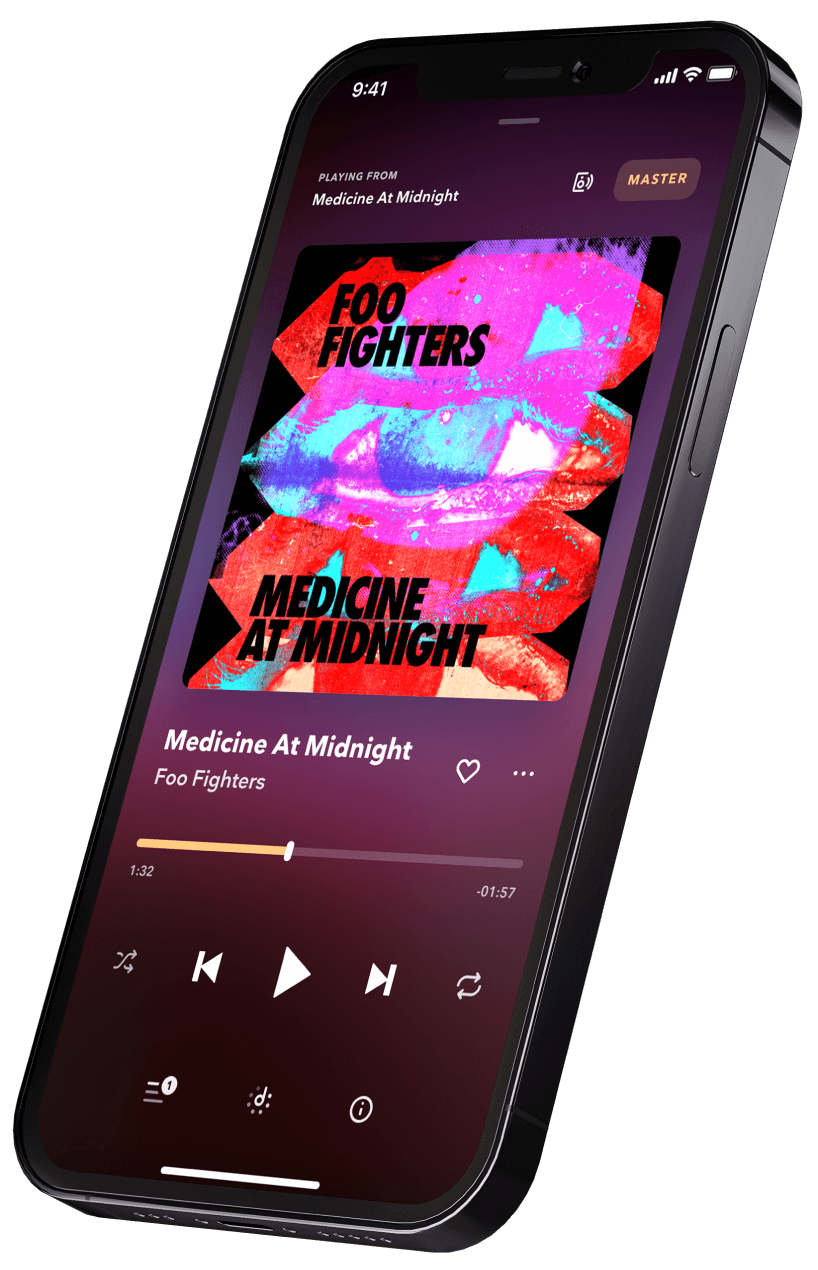 9:41
PLAYING FROM
Medicine At Midnight
MASTER
FOO
FIGHTERS
MEDICINE
AT MIDNIGHT
Medicine At Midnight
Foo Fighters
1:32
-01:57
1